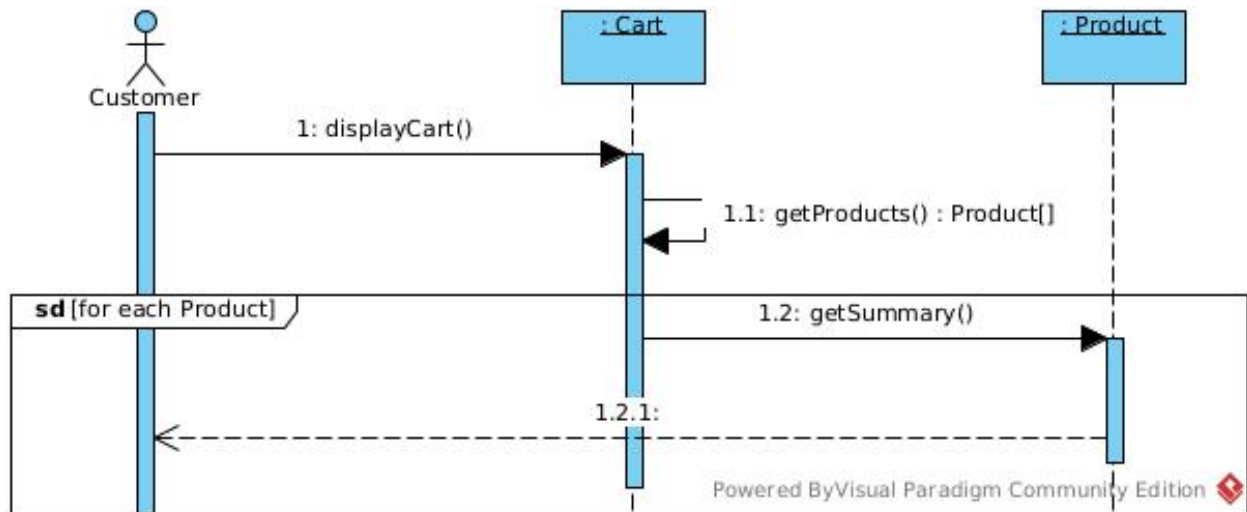 : Cart
: Product
Customer
1: displayCart()
1.1: getProducts() : Product[]
sd [for each Product]
1.2: getSummary()
1.2.1:
Powered ByVisual Paradigm Community Edition